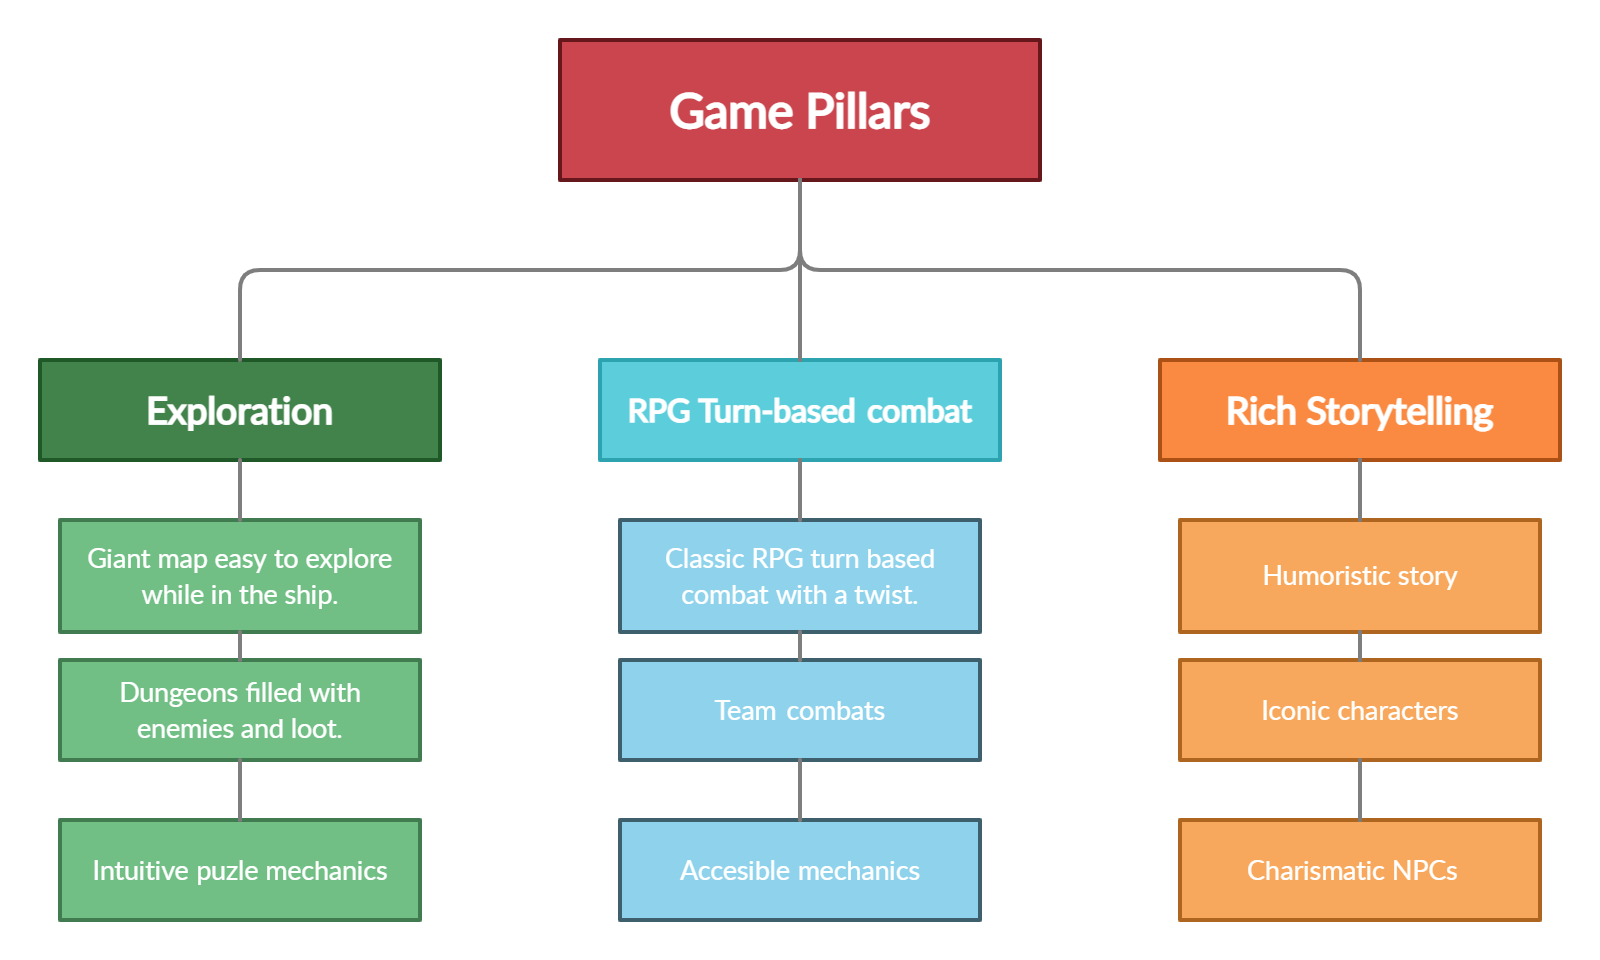 Game Pillars
Exploration
RPG Turn-based combat
Rich Storytelling
Giant map easy to explore
while in the ship.
Classic RPG turn based
combat with a twist.
Humoristic story
Dungeons filled with
enemies and loot.
Team combats
Iconic characters
Intuitive puzle mechanics
Accesible mechanics
Charismatic NPCs